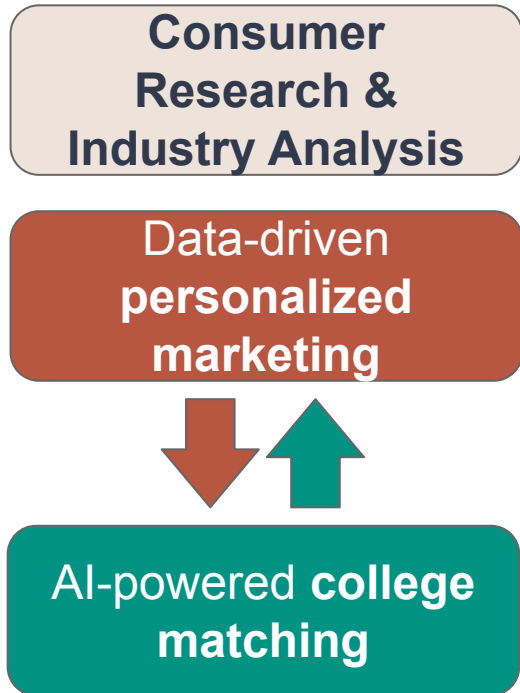 Consumer
Research &
Industry Analysis
Data-driven
personalized
marketing
AI-powered college
matching